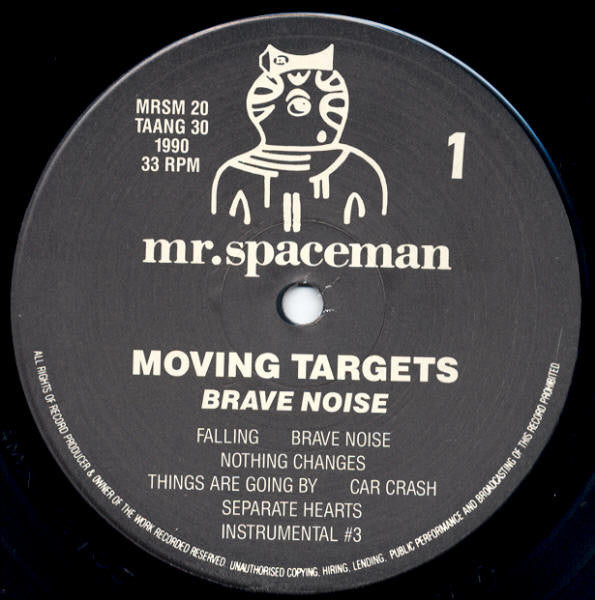 MRSM 20
TAANG 30
1990
33 RPM
1
mr.spaceman
MOVING TARGETS
BRAVE NOISE
FALLING BRAVE NOISE
NOTHING CHANGES
THINGS ARE GOING BY CAR CRASH
SEPARATE HEARTS
INSTRUMENTAL #3
ALL RIGHTS OF RECORD PRODUCER & OWNER OF THE WORK RECORDED RESERVED. UNAUTHORISED COPYING, HIRING, LENDING, PUBLIC PERFORMANCE AND BROADCASTING OF THIS RECORD PROHIBITED.